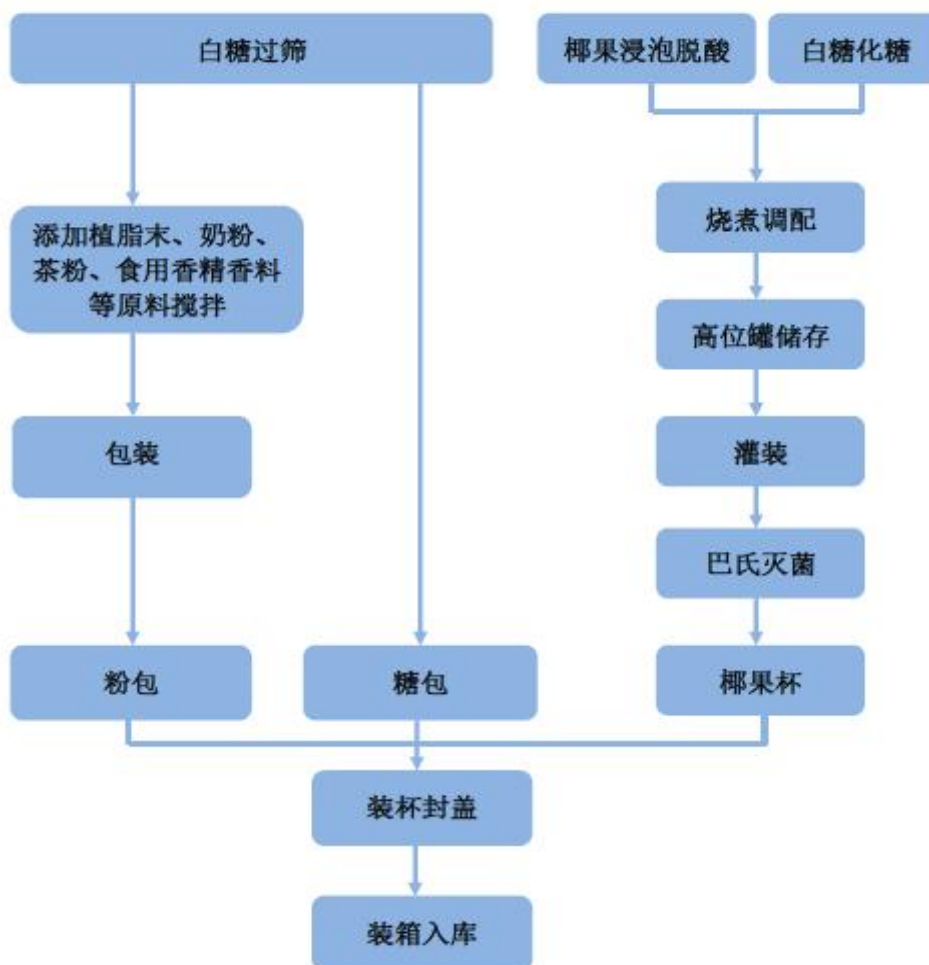 白糖过筛
椰果浸泡脱酸
白糖化糖
添加植脂末、奶粉、
茶粉、食用香精香料
等原料搅拌
烧煮调配
高位罐储存
包装
灌装
巴氏灭菌
粉包
糖包
椰果杯
装杯封盖
装箱入库